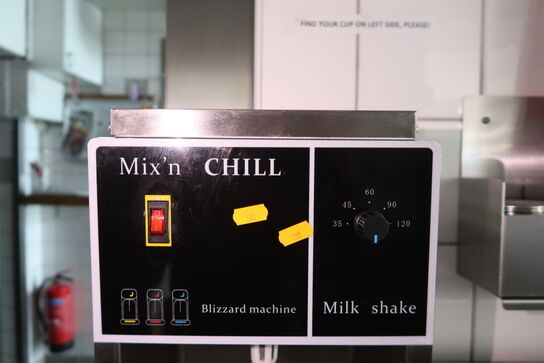 FIND YOUR CUP ON LEFT SIDE, PLEASE!
Mix'n CHILL
60
45 90
35 120
Blizzard machine
Milk shake